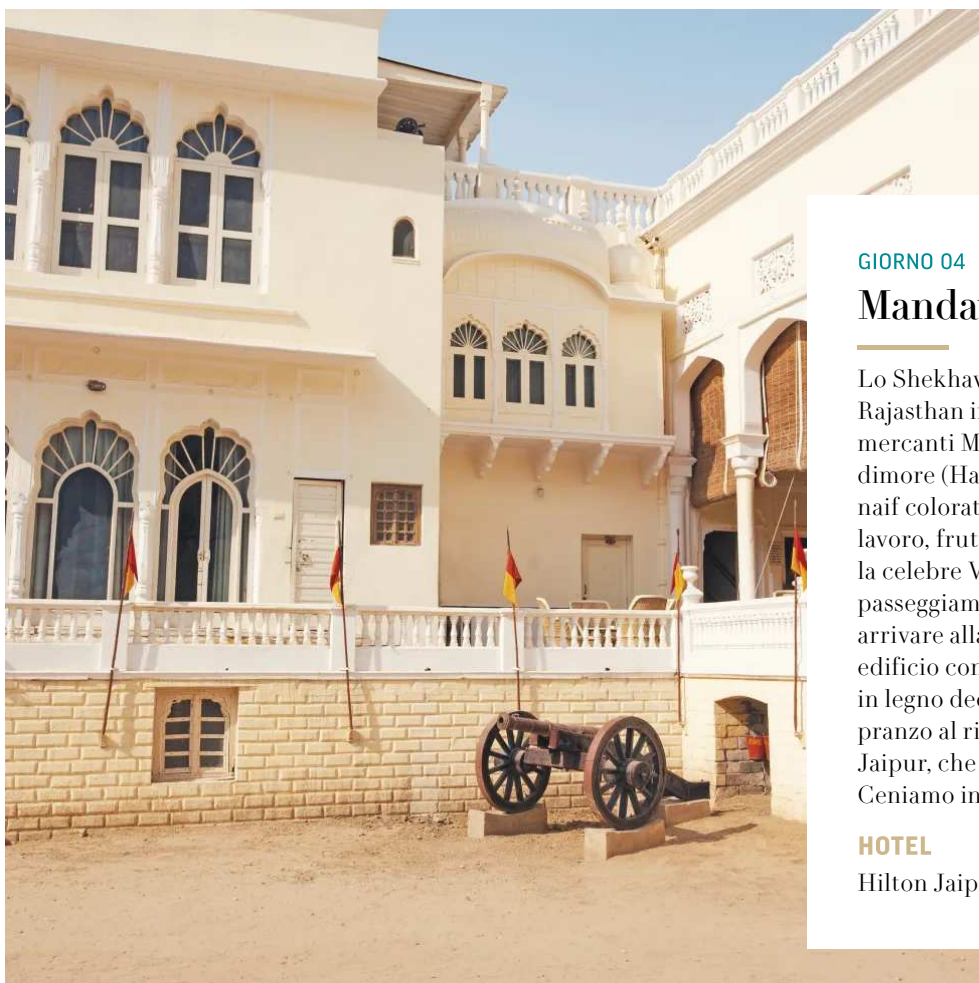 GIORNO 04
Manda
Lo Shekhav
Rajasthan i
mercanti M
dimore (Ha
naif colorat
lavoro, frut
la celebre V
passeggiam
arrivare alla
edificio con
in legno dec
pranzo al ri
Jaipur, che
Ceniamo in
HOTEL
Hilton Jaip